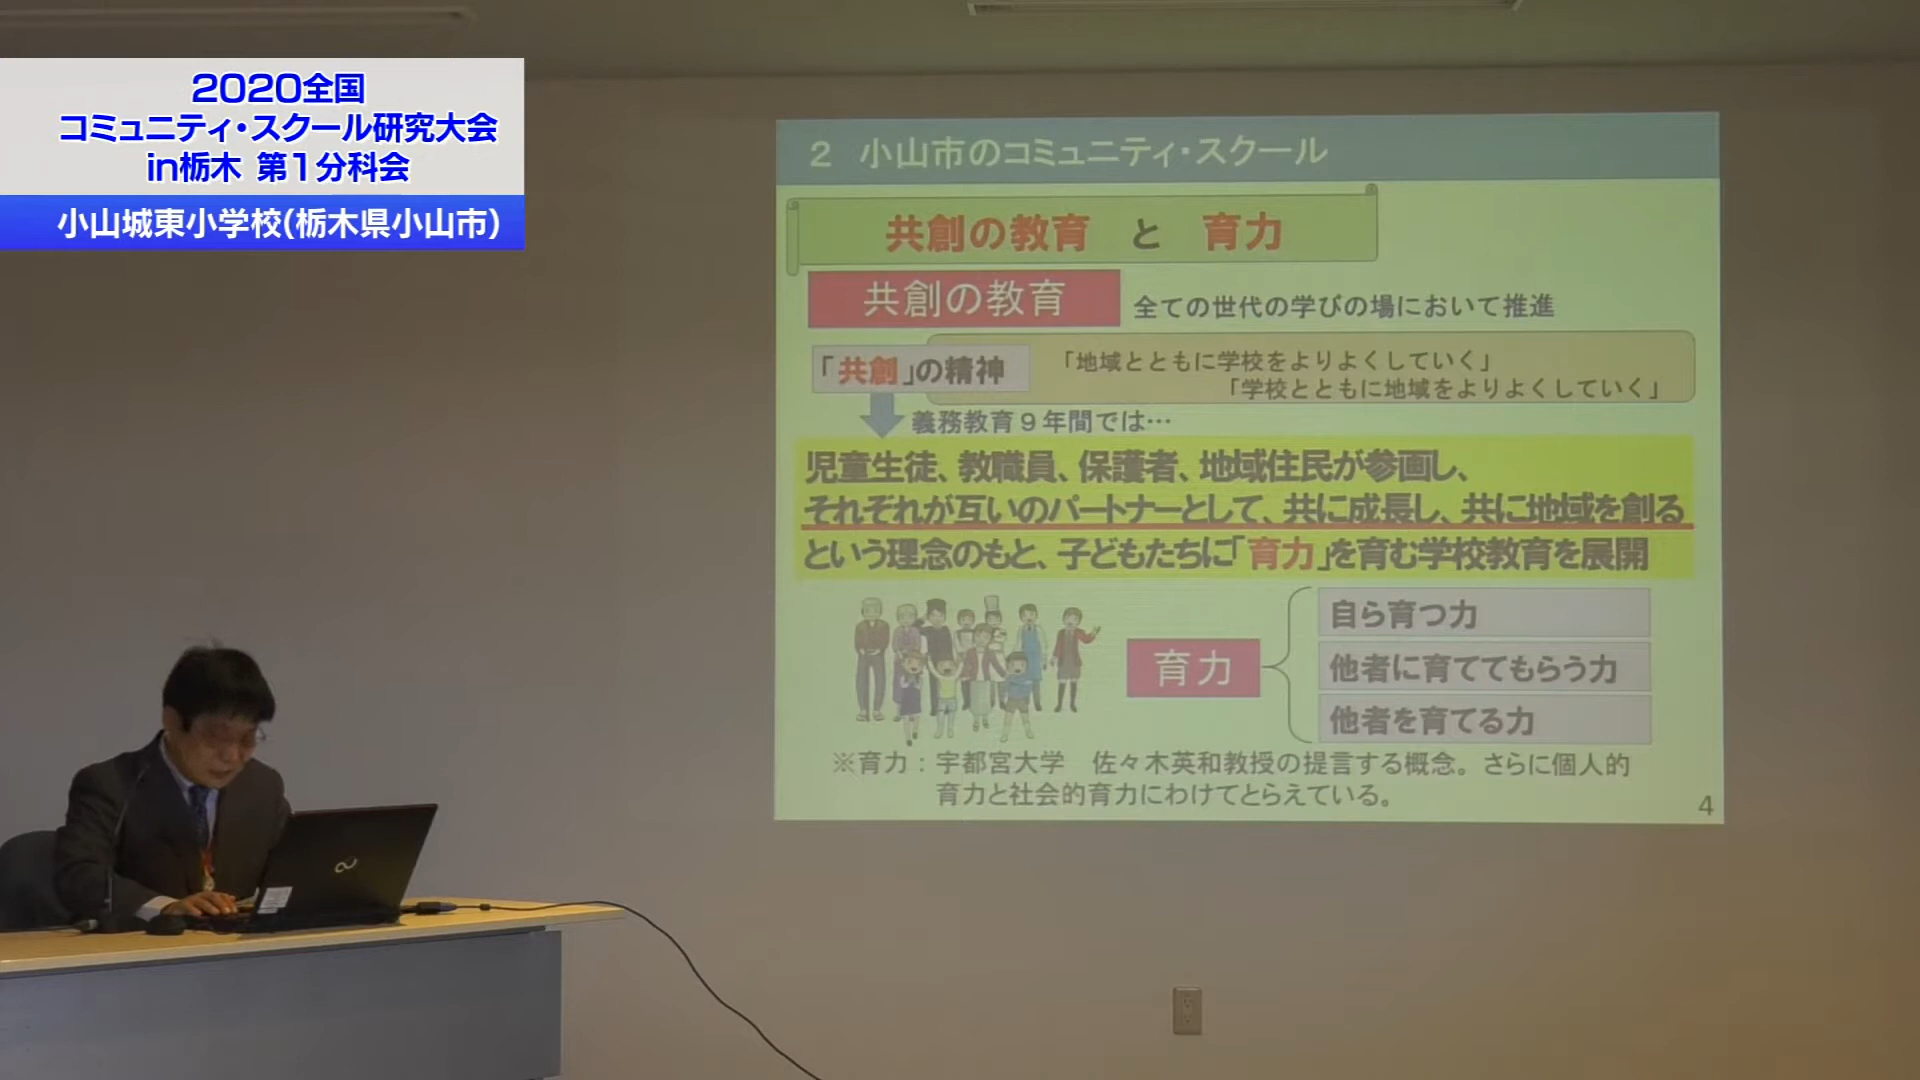 2020全国
コミュニティ・スクール研究大会
in栃木 第1分科会
小山城東小学校(栃木県小山市)
2 小山市のコミュニティ・スクール
共創の教育 と 育力
共創の教育 全ての世代の学びの場において推進
「共創」の精神 「地域とともに学校をよりよくしていく」
「学校とともに地域をよりよくしていく」
義務教育9年間では…
児童生徒、教職員、保護者、地域住民が参画し、
それぞれが互いのパートナーとして、共に成長し、共に地域を創る
という理念のもと、子どもたちに「育力」を育む学校教育を展開
育力
自ら育つ力
他者に育ててもらう力
他者を育てる力
※育力：宇都宮大学 佐々木英和教授の提言する概念。さらに個人的
育力と社会的育力にわけてとらえている。
4